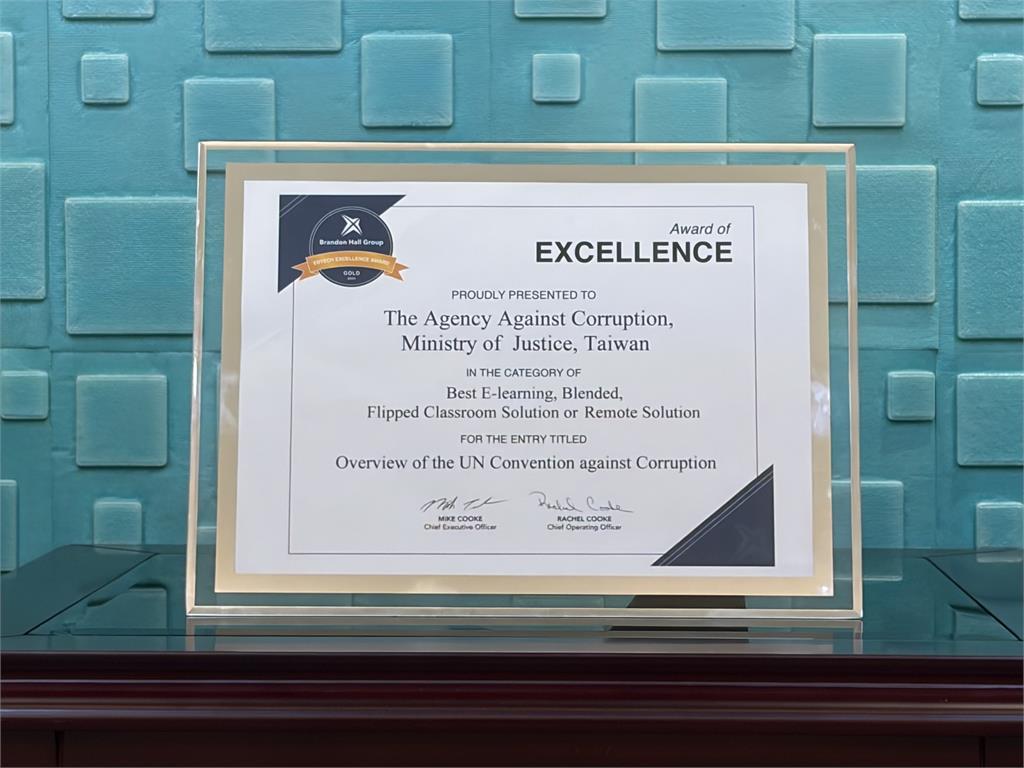 Brandon Hall Group
EDTECH EXCELLENCE AWARD
GOLD
Award of
EXCELLENCE
PROUDLY PRESENTED TO
The Agency Against Corruption,
Ministry of Justice, Taiwan
IN THE CATEGORY OF
Best E-learning, Blended,
Flipped Classroom Solution or Remote Solution
FOR THE ENTRY TITLED
Overview of the UN Convention against Corruption
Rachel Cooke
MIKE COOKE RACHEL COOKE
Chief Executive Officer Chief Operating Officer